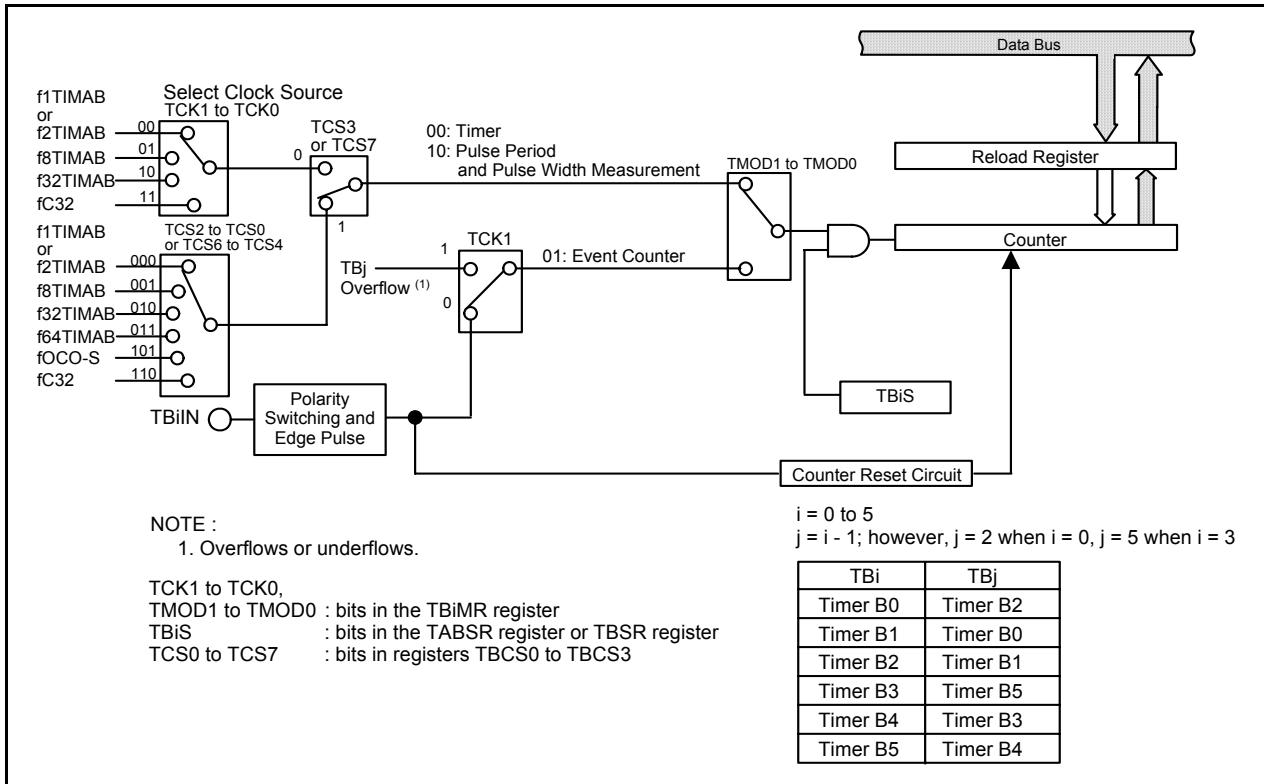 Data Bus
Select Clock Source
TCK1 to TCK0
f1TIMAB
or
f2TIMAB 00
f8TIMAB 01
f32TIMAB 10
fC32 11
TCS3
or TCS7
0
1
00: Timer
10: Pulse Period
and Pulse Width Measurement
TMOD1 to TMOD0
Reload Register
Counter
f1TIMAB
or
f2TIMAB 000
f8TIMAB 001
f32TIMAB 010
f64TIMAB 011
fOCO-S 101
fC32 110
TCS2 to TCS0
or TCS6 to TCS4
TCK1
1
TBj
Overflow (1)
0
01: Event Counter
TBiS
TBiIN
Polarity
Switching and
Edge Pulse
Counter Reset Circuit
NOTE :
1. Overflows or underflows.
TCK1 to TCK0,
TMOD1 to TMOD0 : bits in the TBiMR register
TBiS : bits in the TABSR register or TBSR register
TCS0 to TCS7 : bits in registers TBCS0 to TBCS3
i = 0 to 5
j = i - 1; however, j = 2 when i = 0, j = 5 when i = 3
TBi TBj
Timer B0 Timer B2
Timer B1 Timer B0
Timer B2 Timer B1
Timer B3 Timer B5
Timer B4 Timer B3
Timer B5 Timer B4